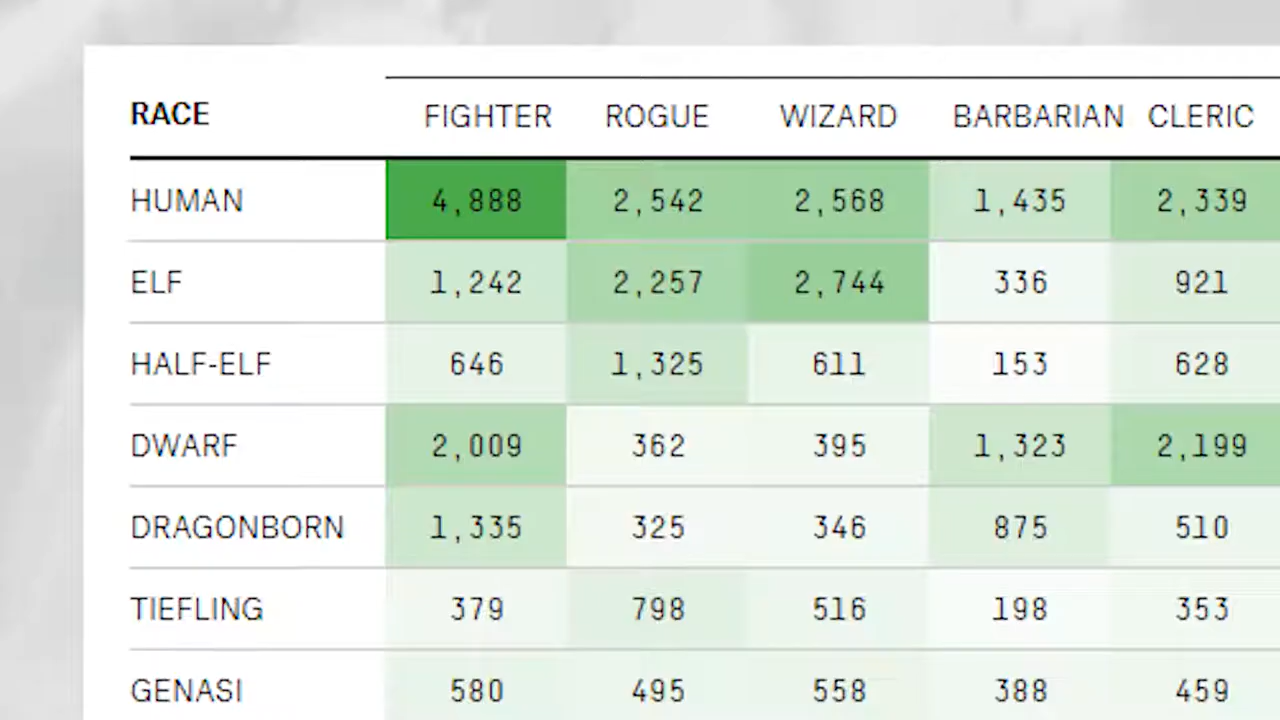 RACE FIGHTER ROGUE WIZARD BARBARIAN CLERIC
HUMAN 4,888 2,542 2,568 1,435 2,339
ELF 1,242 2,257 2,744 336 921
HALF-ELF 646 1,325 611 153 628
DWARF 2,009 362 395 1,323 2,199
DRAGONBORN 1,335 325 346 875 510
TIEFLING 379 798 516 198 353
GENASI 580 495 558 388 459